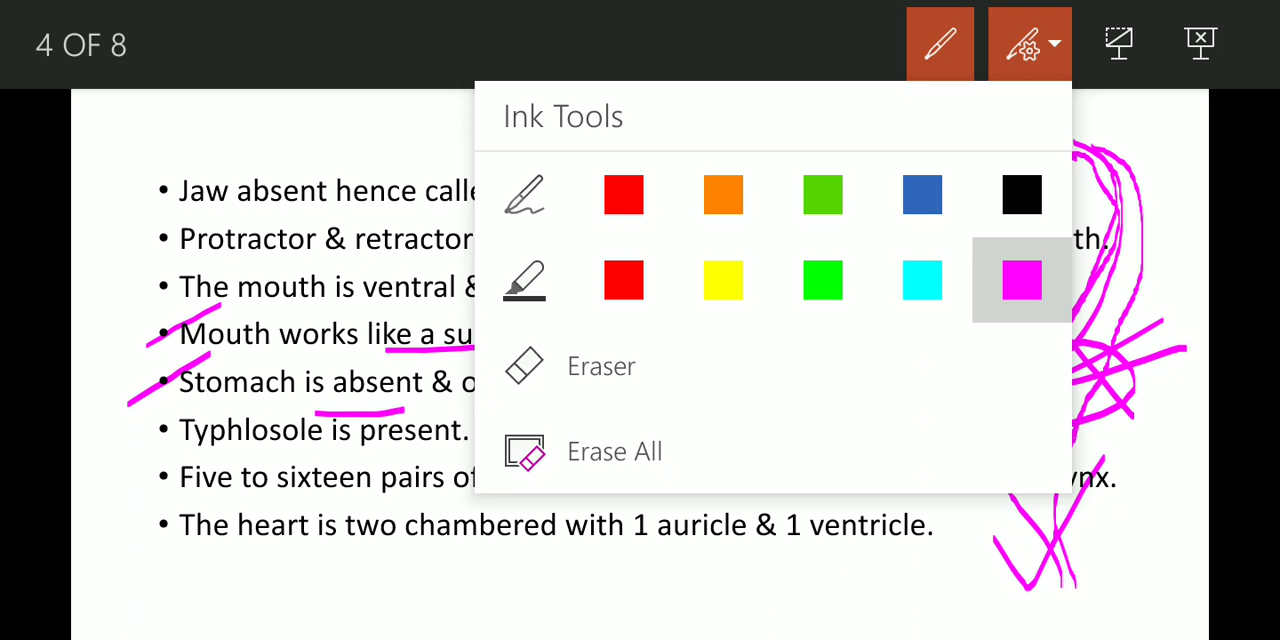 4 OF 8
Ink Tools
• Jaw absent hence calle
• Protractor & retractor th.
• The mouth is ventral &
• Mouth works like a su
Eraser
• Stomach is absent & o
• Typhlosole is present.
Erase All
• Five to sixteen pairs of ynx.
• The heart is two chambered with 1 auricle & 1 ventricle.